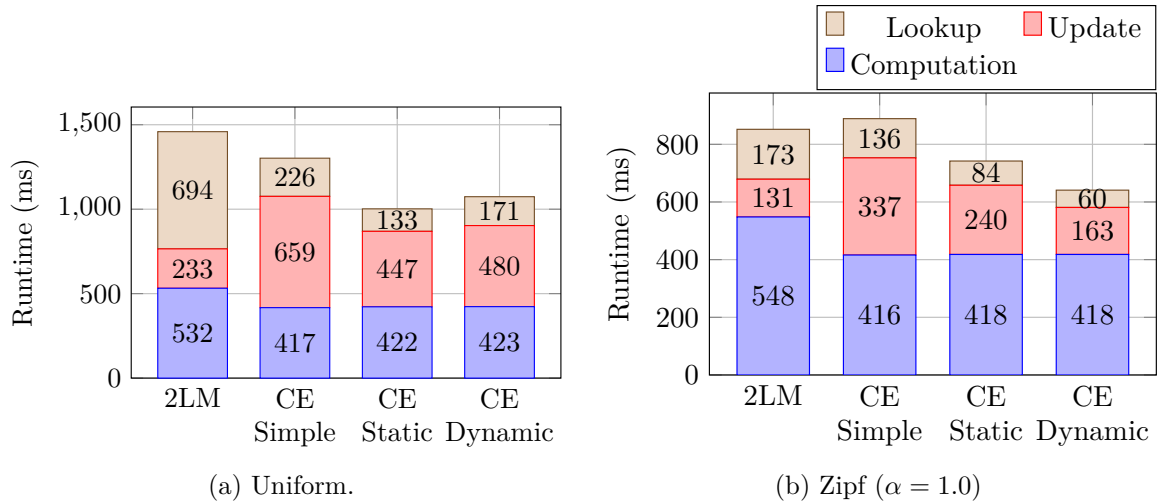 Lookup Update
Computation
1,500
1,000
500
0
Runtime (ms)
694
233
532
226
659
417
133
447
422
171
480
423
2LM
CE Simple
CE Static
CE Dynamic
(a) Uniform.
800
600
400
200
0
Runtime (ms)
173
131
548
136
337
416
84
240
418
60
163
418
2LM
CE Simple
CE Static
CE Dynamic
(b) Zipf (α = 1.0)